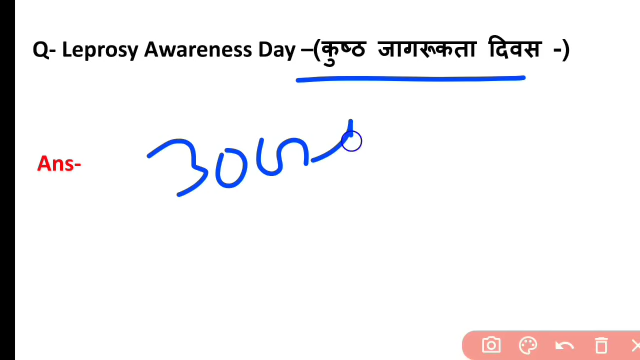 Q- Leprosy Awareness Day –(कुष्ठ जागरूकता दिवस -)
Ans- 30